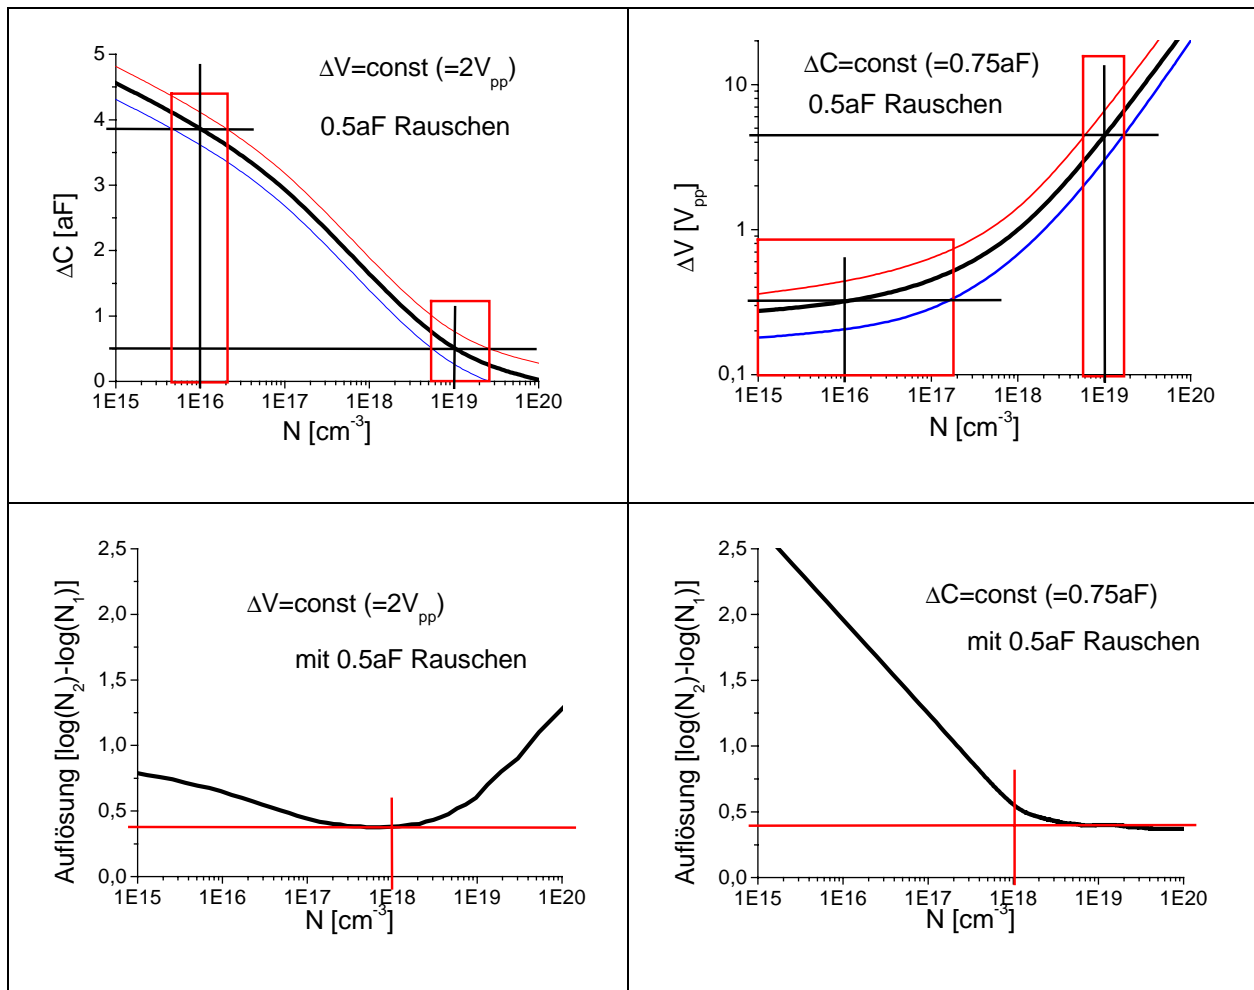 ΔV=const (=2Vpp)
0.5aF Rauschen
ΔC [aF]
5
4
3
2
1
0
1E15 1E16 1E17 1E18 1E19 1E20
N [cm-3]
ΔC=const (=0.75aF)
0.5aF Rauschen
ΔV [Vpp]
10
1
0,1
1E15 1E16 1E17 1E18 1E19 1E20
N [cm-3]
ΔV=const (=2Vpp)
mit 0.5aF Rauschen
Auflösung [log(N2)-log(N1)]
2,5
2,0
1,5
1,0
0,5
0,0
1E15 1E16 1E17 1E18 1E19 1E20
N [cm-3]
ΔC=const (=0.75aF)
mit 0.5aF Rauschen
Auflösung [log(N2)-log(N1)]
2,5
2,0
1,5
1,0
0,5
0,0
1E15 1E16 1E17 1E18 1E19 1E20
N [cm-3]